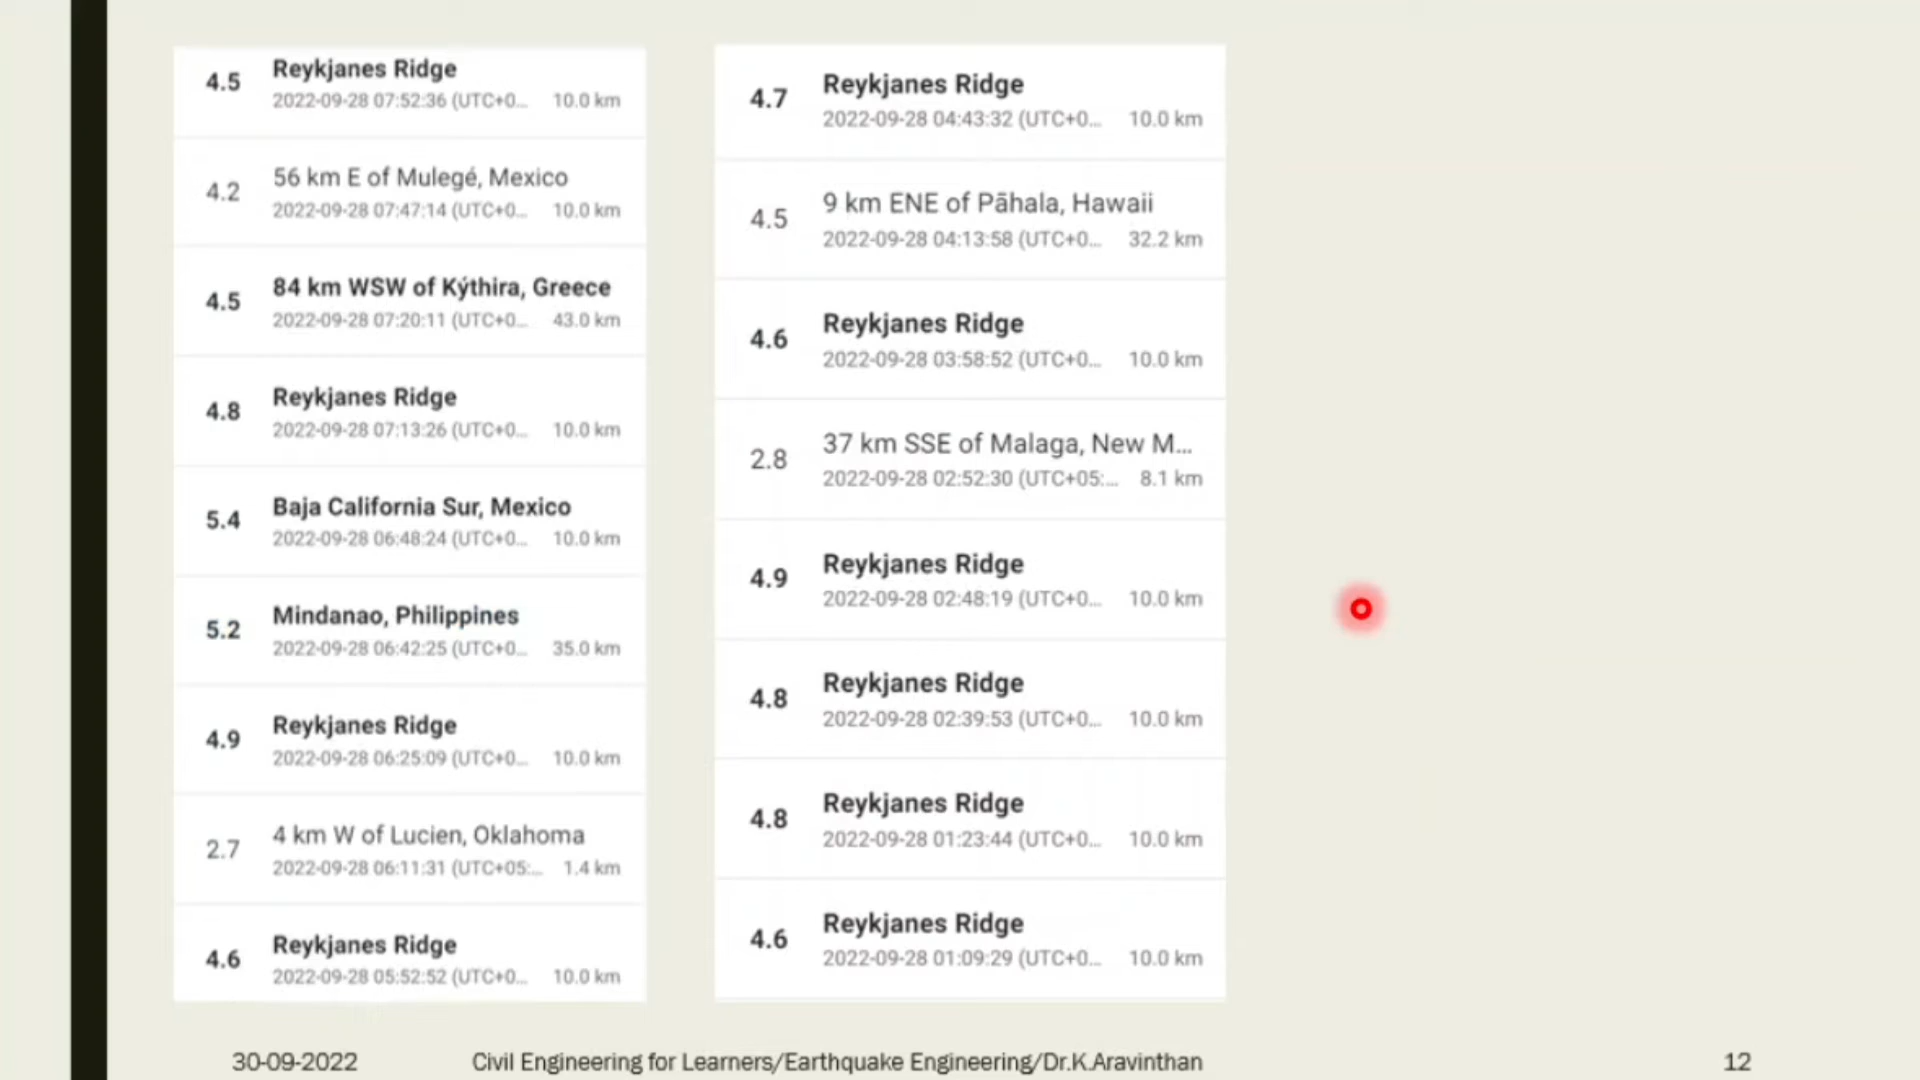 4.5 Reykjanes Ridge
2022-09-28 07:52:36 (UTC+0... 10.0 km
4.2 56 km E of Mulegé, Mexico
2022-09-28 07:47:14 (UTC+0... 10.0 km
4.5 84 km WSW of Kýthira, Greece
2022-09-28 07:20:11 (UTC+0... 43.0 km
4.8 Reykjanes Ridge
2022-09-28 07:13:26 (UTC+0... 10.0 km
5.4 Baja California Sur, Mexico
2022-09-28 06:48:24 (UTC+0... 10.0 km
5.2 Mindanao, Philippines
2022-09-28 06:42:25 (UTC+0... 35.0 km
4.9 Reykjanes Ridge
2022-09-28 06:25:09 (UTC+0... 10.0 km
2.7 4 km W of Lucien, Oklahoma
2022-09-28 06:11:31 (UTC+05:... 1.4 km
4.6 Reykjanes Ridge
2022-09-28 05:52:52 (UTC+0... 10.0 km
4.7 Reykjanes Ridge
2022-09-28 04:43:32 (UTC+0... 10.0 km
4.5 9 km ENE of Pāhala, Hawaii
2022-09-28 04:13:58 (UTC+0... 32.2 km
4.6 Reykjanes Ridge
2022-09-28 03:58:52 (UTC+0... 10.0 km
2.8 37 km SSE of Malaga, New M...
2022-09-28 02:52:30 (UTC+05:... 8.1 km
4.9 Reykjanes Ridge
2022-09-28 02:48:19 (UTC+0... 10.0 km
4.8 Reykjanes Ridge
2022-09-28 02:39:53 (UTC+0... 10.0 km
4.8 Reykjanes Ridge
2022-09-28 01:23:44 (UTC+0... 10.0 km
4.6 Reykjanes Ridge
2022-09-28 01:09:29 (UTC+0... 10.0 km
30-09-2022 Civil Engineering for Learners/Earthquake Engineering/Dr.K.Aravinthan 12